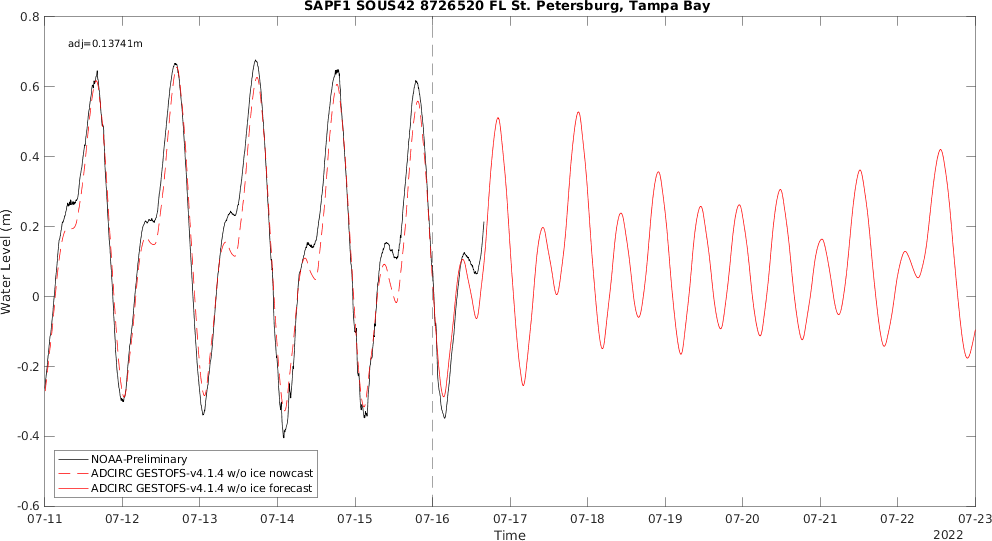 SAPF1 SOUS42 8726520 FL St. Petersburg, Tampa Bay
adj=0.13741m
0.8
0.6
0.4
0.2
0
-0.2
-0.4
-0.6
Water Level (m)
NOAA-Preliminary
ADCIRC GESTOFS-v4.1.4 w/o ice nowcast
ADCIRC GESTOFS-v4.1.4 w/o ice forecast
07-11 07-12 07-13 07-14 07-15 07-16 07-17 07-18 07-19 07-20 07-21 07-22 07-23
Time
2022